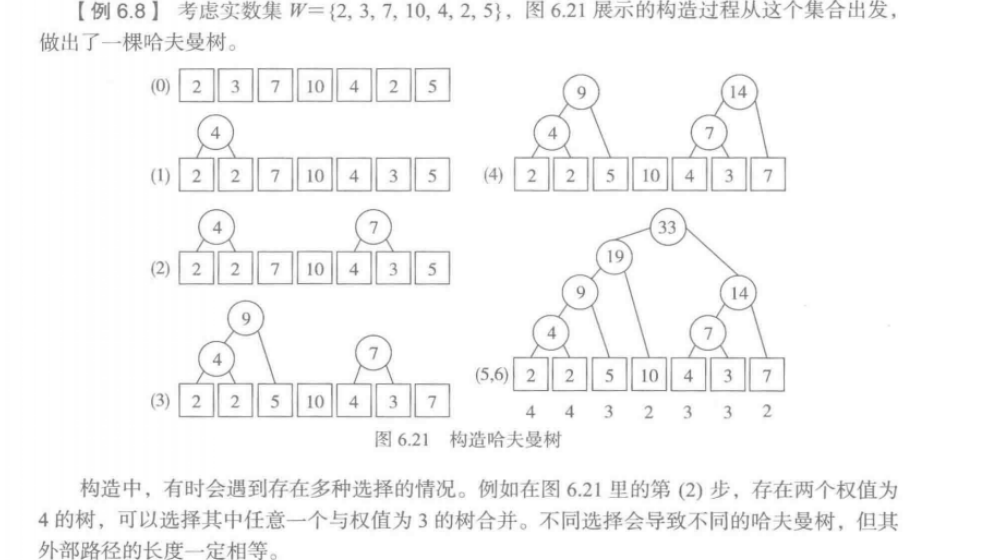 【例 6.8】 考虑实数集 W＝{2, 3, 7, 10, 4, 2, 5}，图 6.21 展示的构造过程从这个集合出发，
做出了一棵哈夫曼树。
(0) 2 3 7 10 4 2 5
4
(1) 2 2 7 10 4 3 5
4 7
(2) 2 2 7 10 4 3 5
9
4 7
(3) 2 2 5 10 4 3 7
9 14
4 7
(4) 2 2 5 10 4 3 7
33
19
9 14
4 7
(5,6) 2 2 5 10 4 3 7
4 4 3 2 3 3 2
图 6.21 构造哈夫曼树
构造中，有时会遇到存在多种选择的情况。例如在图 6.21 里的第 (2) 步，存在两个权值为
4 的树，可以选择其中任意一个与权值为 3 的树合并。不同选择会导致不同的哈夫曼树，但其
外部路径的长度一定相等。